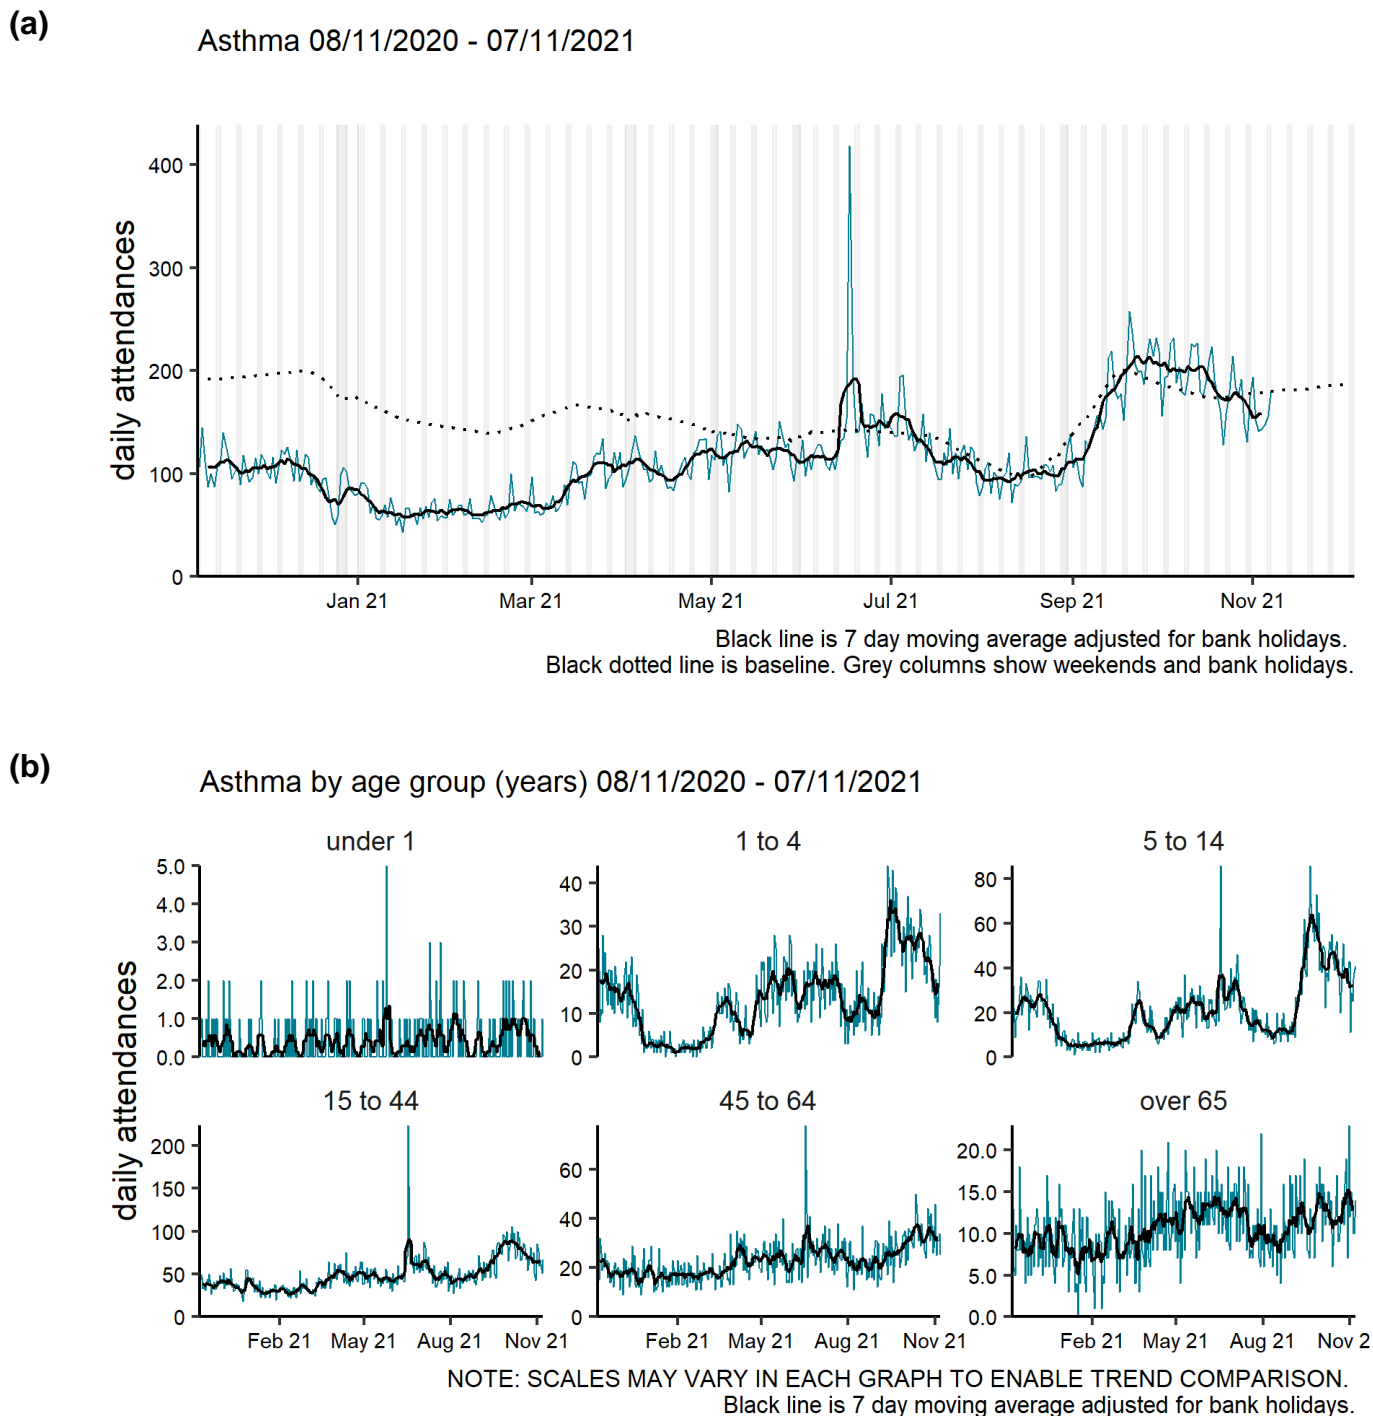 (a)
Asthma 08/11/2020 - 07/11/2021
daily attendances
400
300
200
100
0
Jan 21 Mar 21 May 21 Jul 21 Sep 21 Nov 21
Black line is 7 day moving average adjusted for bank holidays.
Black dotted line is baseline. Grey columns show weekends and bank holidays.
(b)
Asthma by age group (years) 08/11/2020 - 07/11/2021
daily attendances
under 1
5.0
4.0
3.0
2.0
1.0
0.0
1 to 4
40
30
20
10
0
5 to 14
80
60
40
20
0
15 to 44
200
150
100
50
0
Feb 21 May 21 Aug 21 Nov 21
45 to 64
60
40
20
0
Feb 21 May 21 Aug 21 Nov 21
over 65
20.0
15.0
10.0
5.0
0.0
Feb 21 May 21 Aug 21 Nov 2
NOTE: SCALES MAY VARY IN EACH GRAPH TO ENABLE TREND COMPARISON.
Black line is 7 day moving average adjusted for bank holidays.